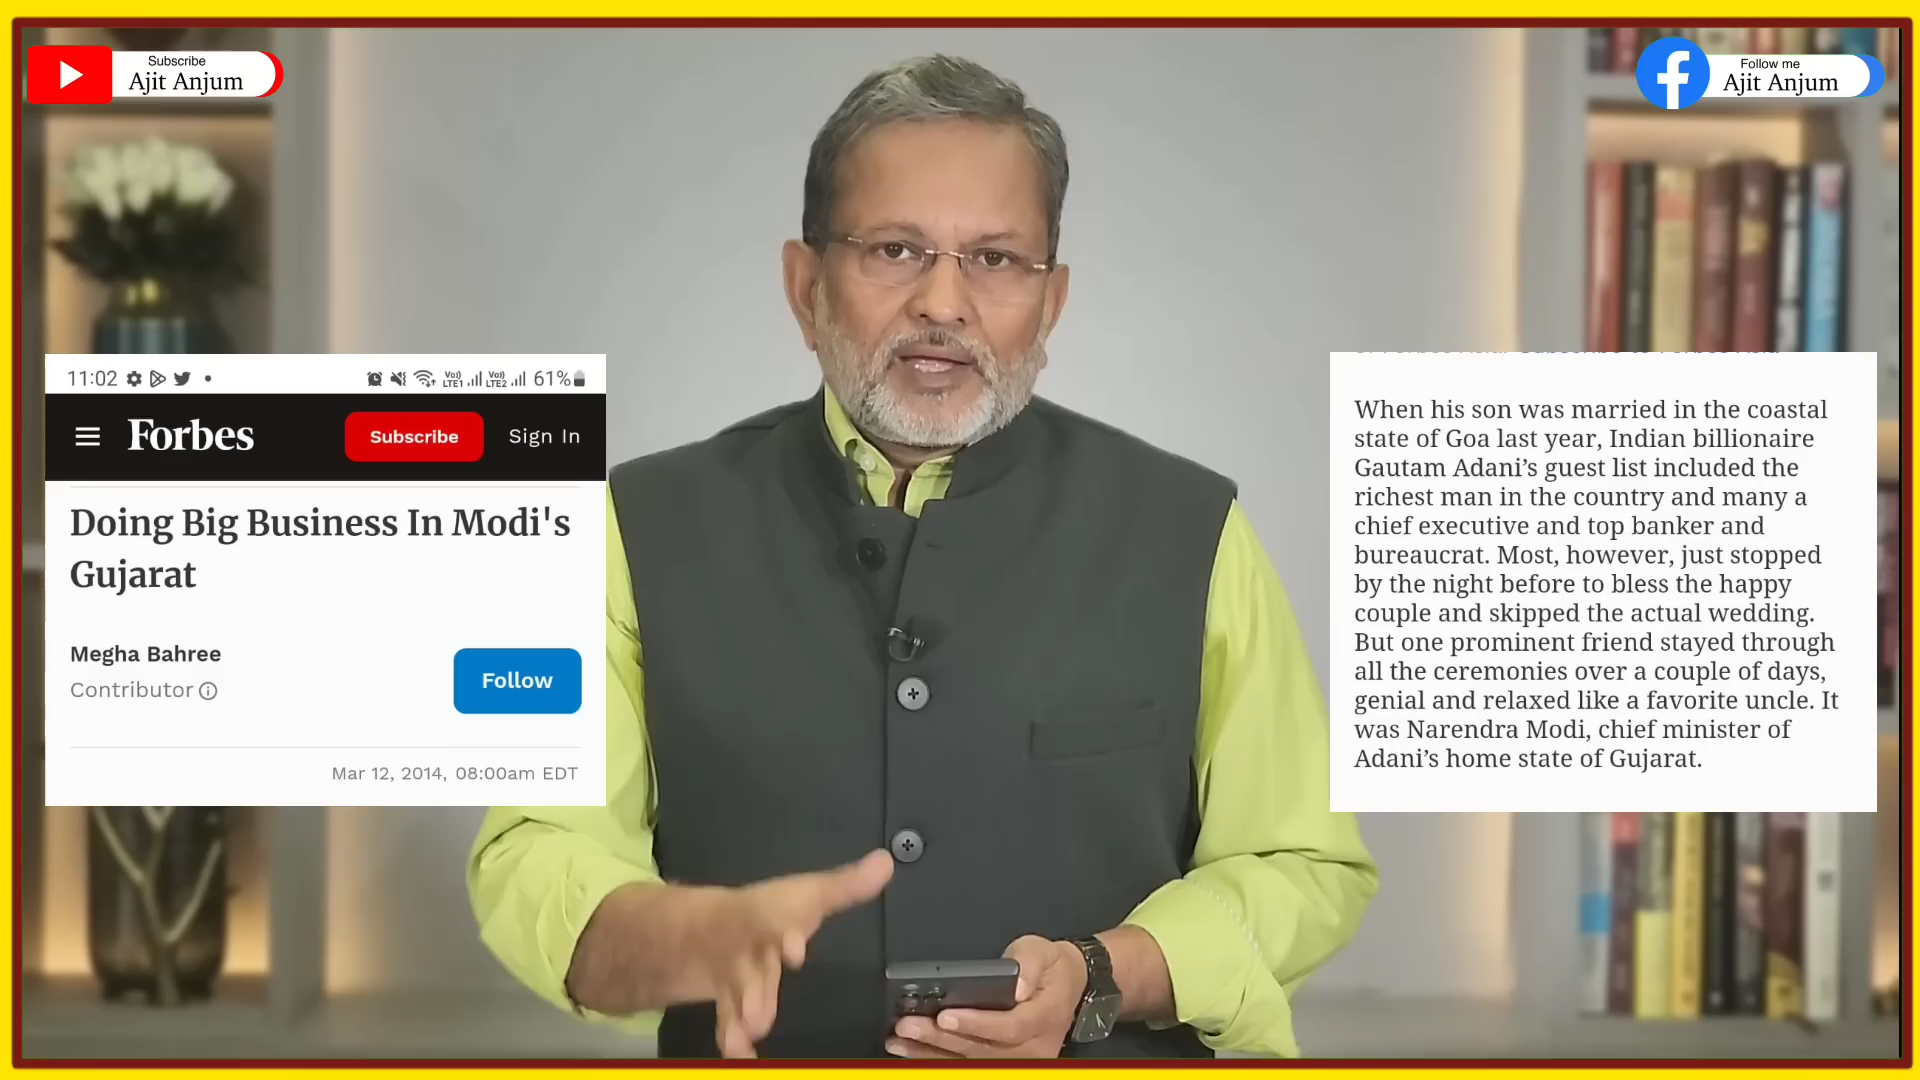 Subscribe
Ajit Anjum
Follow me
Ajit Anjum
11:02
Vo)
LTE1
Vo)
LTE2
61%
Forbes
Subscribe
Sign In
Doing Big Business In Modi's
Gujarat
Megha Bahree
Contributor
Follow
Mar 12, 2014, 08:00am EDT
When his son was married in the coastal
state of Goa last year, Indian billionaire
Gautam Adani’s guest list included the
richest man in the country and many a
chief executive and top banker and
bureaucrat. Most, however, just stopped
by the night before to bless the happy
couple and skipped the actual wedding.
But one prominent friend stayed through
all the ceremonies over a couple of days,
genial and relaxed like a favorite uncle. It
was Narendra Modi, chief minister of
Adani’s home state of Gujarat.